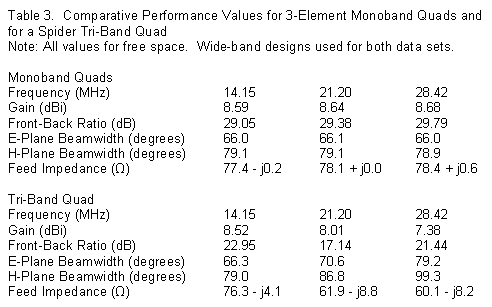 Table 3.  Comparative Performance Values for 3-Element Monoband Quads and
for a Spider Tri-Band Quad
Note: All values for free space.  Wide-band designs used for both data sets.
Monoband Quads
Frequency (MHz) 14.15 21.20 28.42
Gain (dBi) 8.59 8.64 8.68
Front-Back Ratio (dB) 29.05 29.38 29.79
E-Plane Beamwidth (degrees) 66.0 66.1 66.0
H-Plane Beamwidth (degrees) 79.1 79.1 78.9
Feed Impedance (Ω) 77.4 - j0.2 78.1 + j0.0 78.4 + j0.6
Tri-Band Quad
Frequency (MHz) 14.15 21.20 28.42
Gain (dBi) 8.52 8.01 7.38
Front-Back Ratio (dB) 22.95 17.14 21.44
E-Plane Beamwidth (degrees) 66.3 70.6 79.2
H-Plane Beamwidth (degrees) 79.0 86.8 99.3
Feed Impedance (Ω) 76.3 - j4.1 61.9 - j8.8 60.1 - j8.2